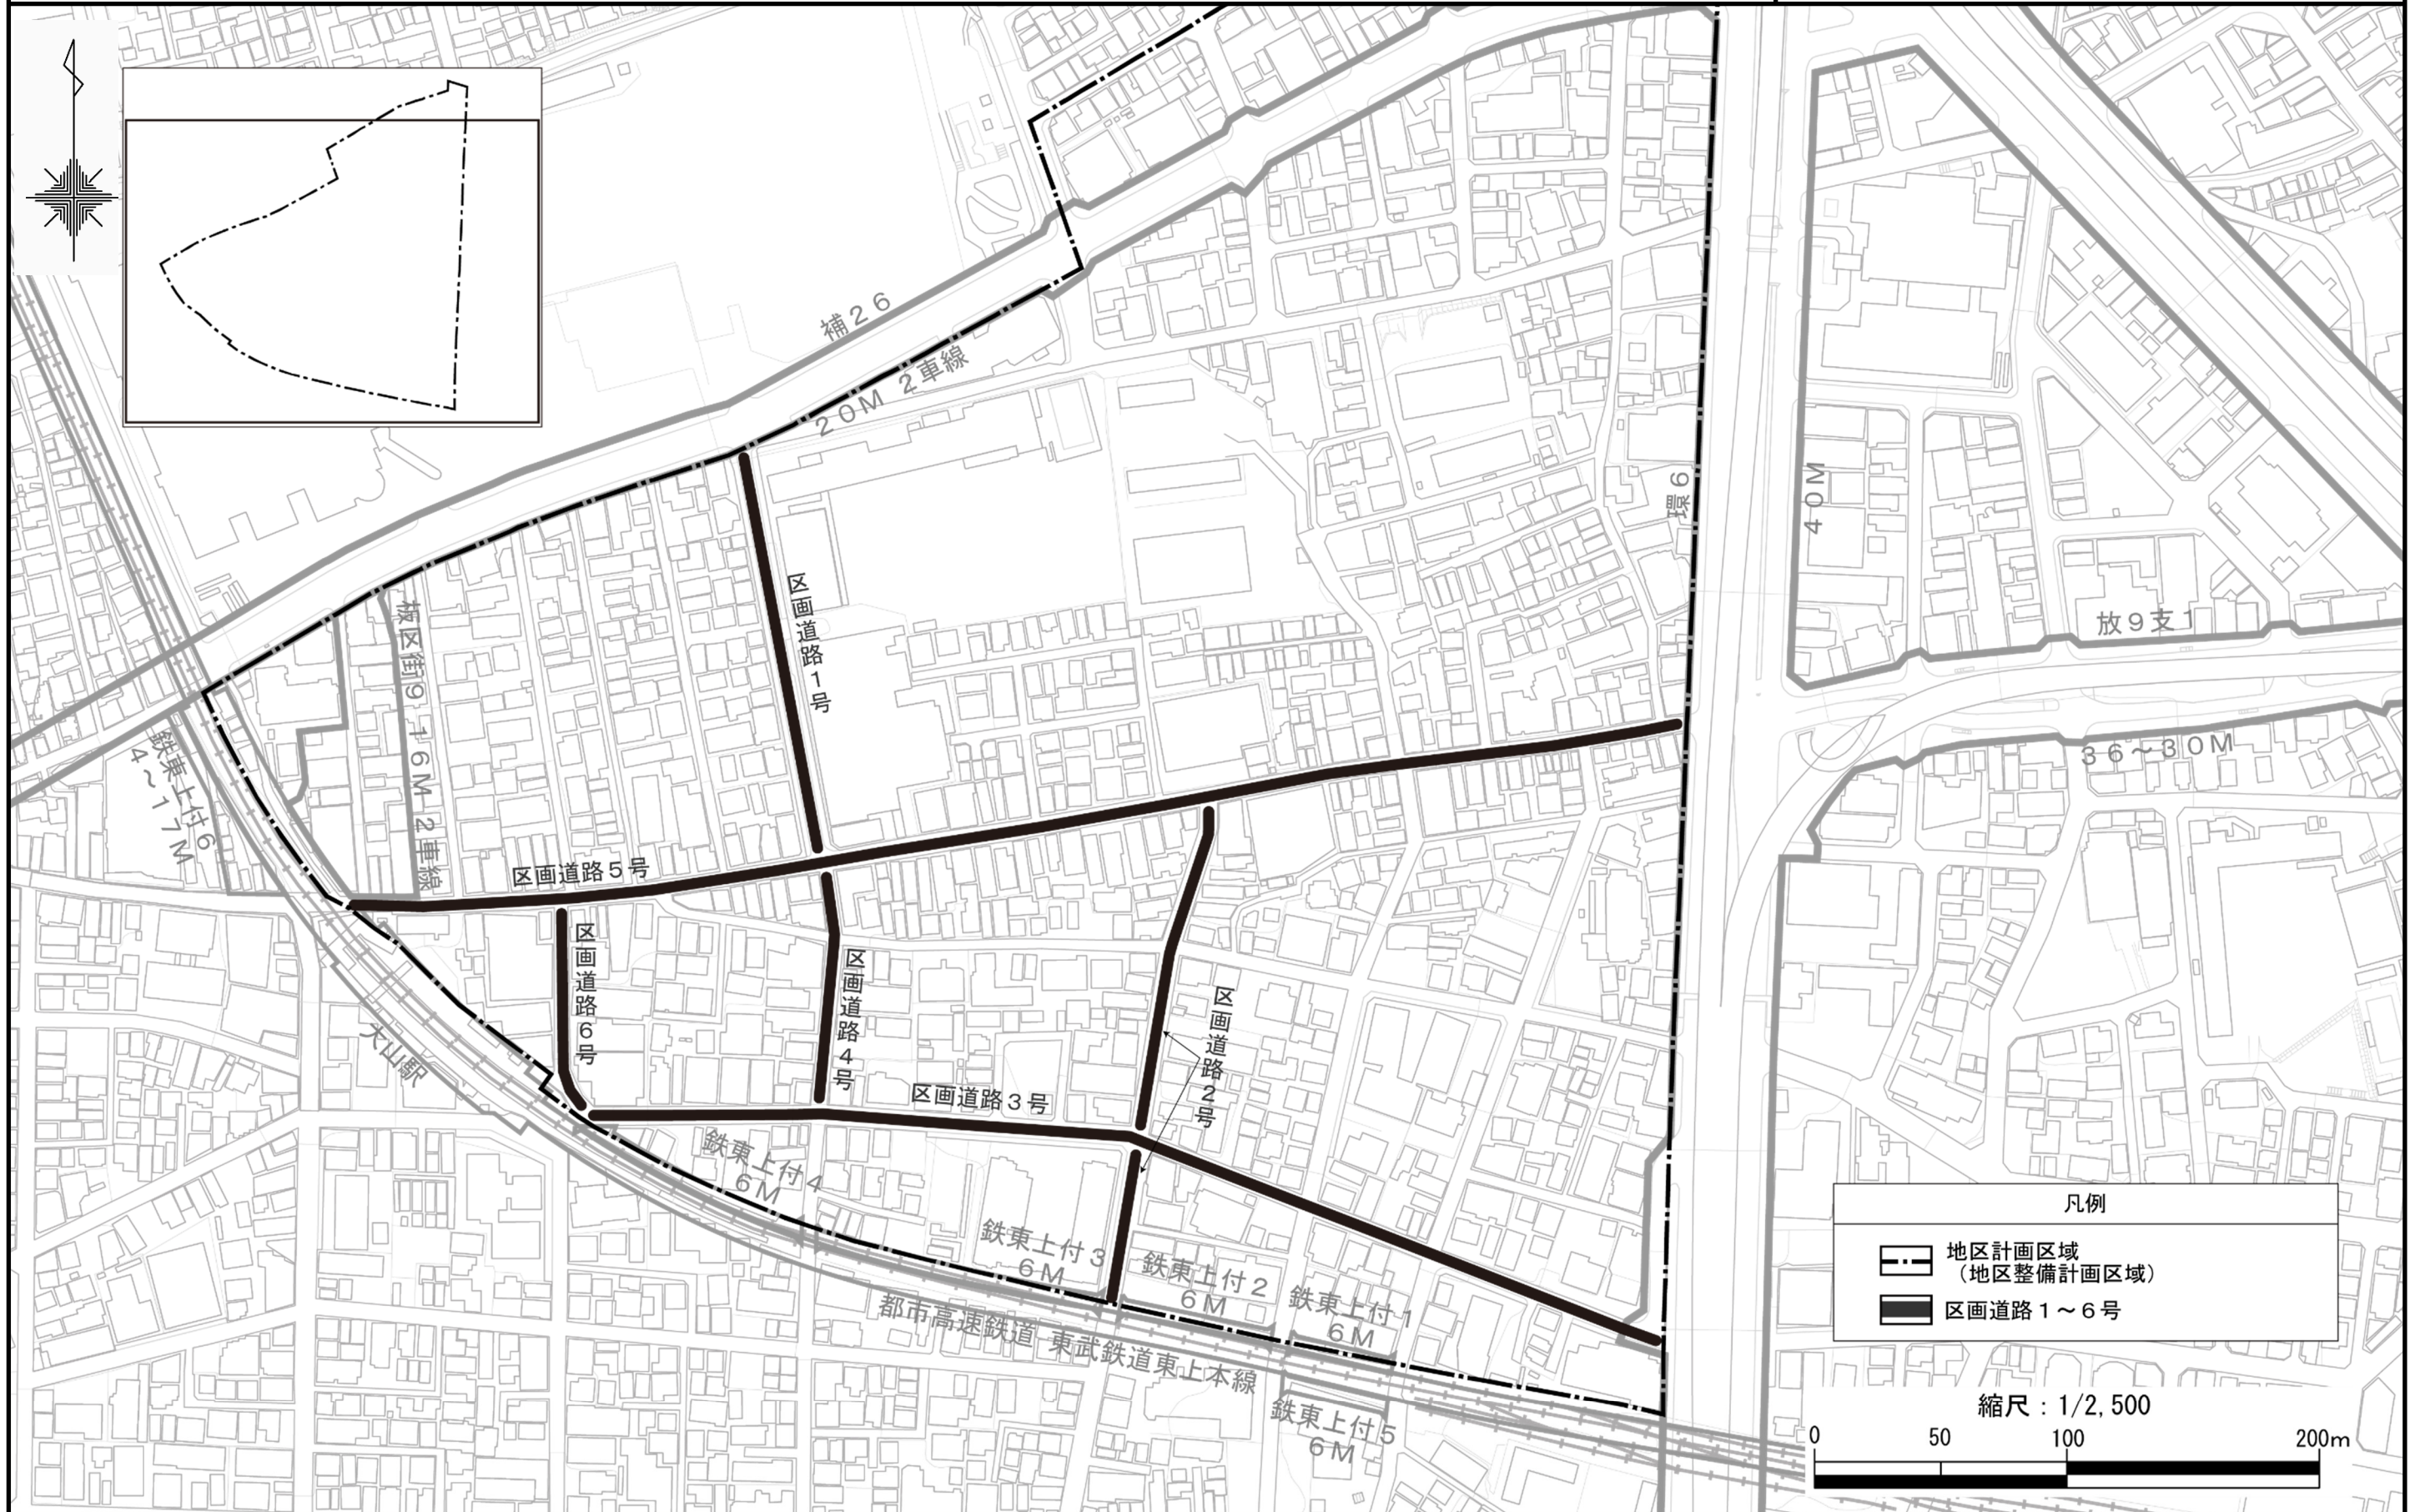 補２６
２０Ｍ ２車線
環６
４０Ｍ
放９支１
３６～３０Ｍ
板区街９ １６Ｍ ２車線
鉄東上付６
４～１７Ｍ
区画道路１号
区画道路５号
区画道路６号
区画道路４号
区画道路２号
区画道路３号
大山駅
鉄東上付４
６Ｍ
鉄東上付３
６Ｍ
鉄東上付２
６Ｍ
鉄東上付１
６Ｍ
都市高速鉄道 東武鉄道東上本線
鉄東上付５
６Ｍ
凡例
地区計画区域
（地区整備計画区域）
区画道路１～６号
縮尺：1/2,500
0 50 100 200m